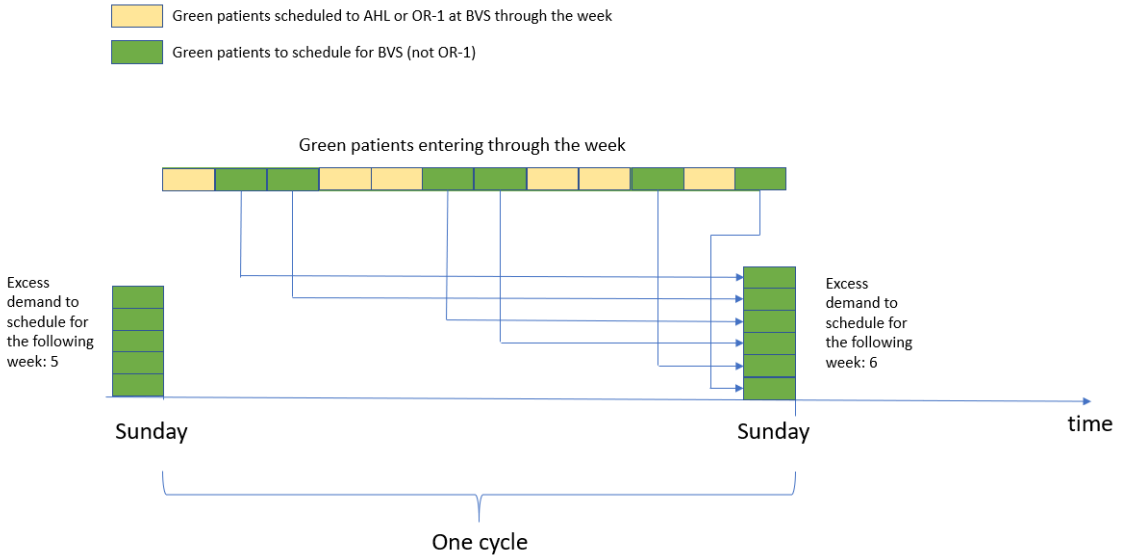 Green patients scheduled to AHL or OR-1 at BVS through the week
Green patients to schedule for BVS (not OR-1)
Green patients entering through the week
Excess
demand to
schedule for
the following
week: 5
Excess
demand to
schedule for
the following
week: 6
Sunday
Sunday
time
One cycle